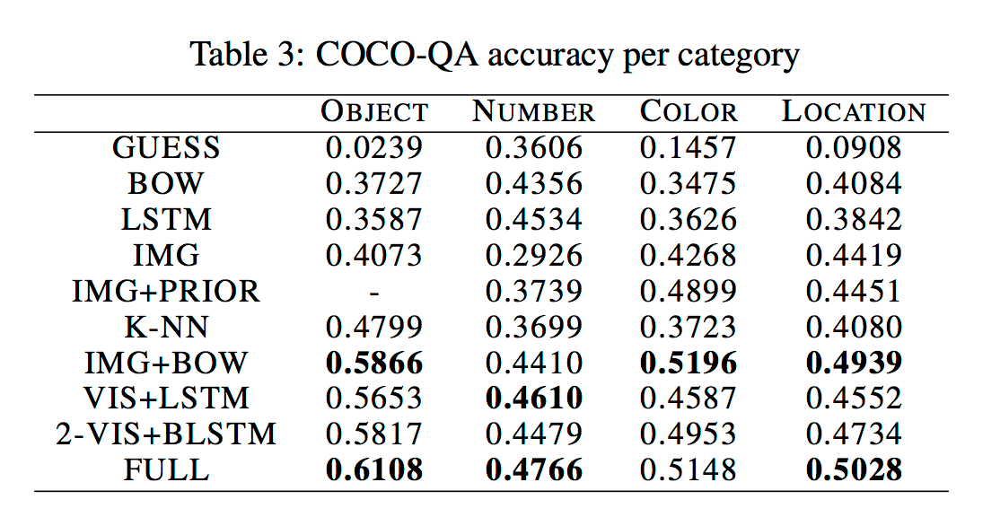 Table 3: COCO-QA accuracy per category
OBJECT NUMBER COLOR LOCATION
GUESS 0.0239 0.3606 0.1457 0.0908
BOW 0.3727 0.4356 0.3475 0.4084
LSTM 0.3587 0.4534 0.3626 0.3842
IMG 0.4073 0.2926 0.4268 0.4419
IMG+PRIOR - 0.3739 0.4899 0.4451
K-NN 0.4799 0.3699 0.3723 0.4080
IMG+BOW 0.5866 0.4410 0.5196 0.4939
VIS+LSTM 0.5653 0.4610 0.4587 0.4552
2-VIS+BLSTM 0.5817 0.4479 0.4953 0.4734
FULL 0.6108 0.4766 0.5148 0.5028